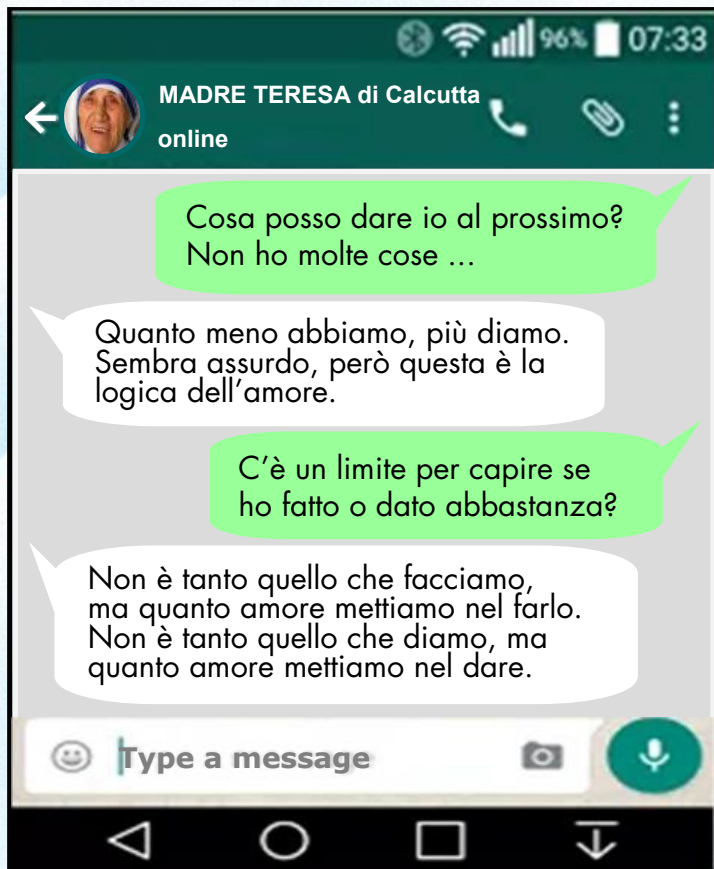 96% 07:33
MADRE TERESA di Calcutta
online
Cosa posso dare io al prossimo?
Non ho molte cose ...
Quanto meno abbiamo, più diamo.
Sembra assurdo, però questa è la
logica dell’amore.
C’è un limite per capire se
ho fatto o dato abbastanza?
Non è tanto quello che facciamo,
ma quanto amore mettiamo nel farlo.
Non è tanto quello che diamo, ma
quanto amore mettiamo nel dare.
Type a message